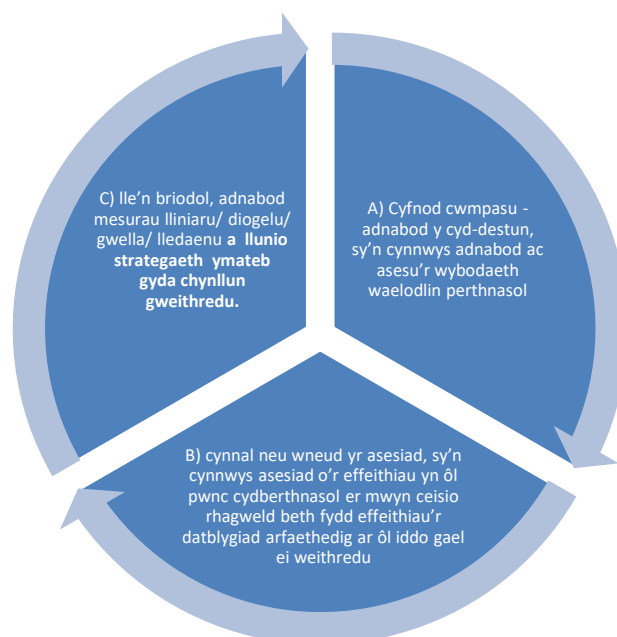 A) Cyfnod cwmpasu -
adnabod y cyd-destun,
sy'n cynnwys adnabod ac
asesu'r wybodaeth
waelodlin perthnasol
B) cynnal neu wneud yr asesiad, sy'n
cynnwys asesiad o'r effeithiau yn ôl
pwnc cydberthnasol er mwyn ceisio
rhagweld beth fydd effeithiau'r
datblygiad arfaethedig ar ôl iddo gael
ei weithredu
C) lle'n briodol, adnabod
mesurau lliniaru/ diogelu/
gwella/ lledaenu a llunio
strategaeth ymateb
gyda chynllun
gweithredu.